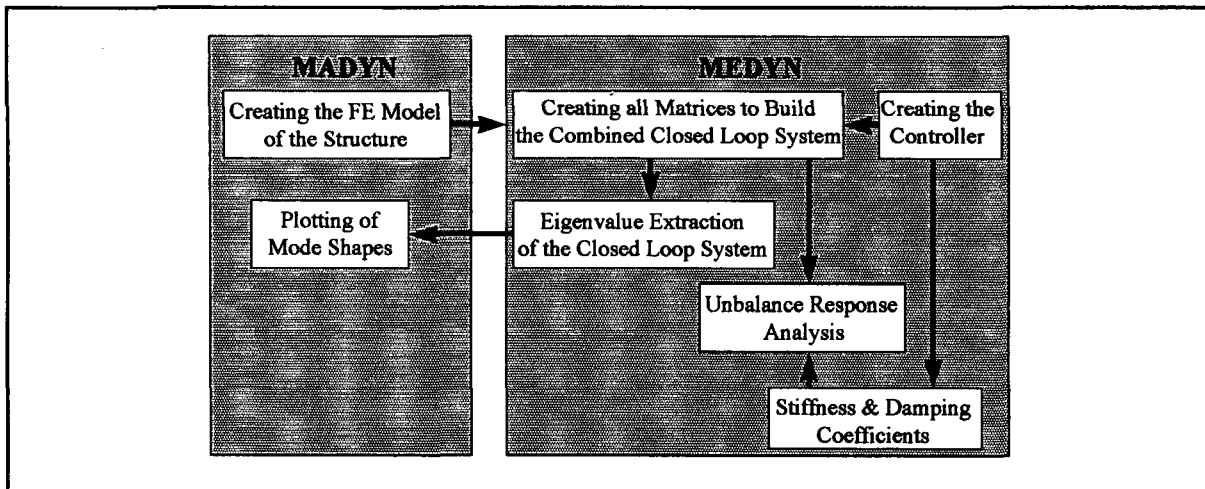 MADYN
MEDYN
Creating the FE Model
of the Structure
Creating all Matrices to Build
the Combined Closed Loop System
Creating the
Controller
Plotting of
Mode Shapes
Eigenvalue Extraction
of the Closed Loop System
Unbalance Response
Analysis
Stiffness & Damping
Coefficients